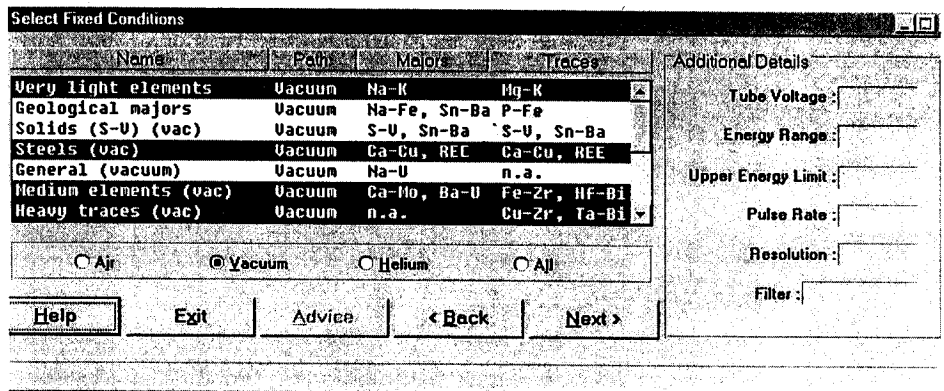 Select Fixed Conditions
Name Path Majors Traces
Very light elements Vacuum Na-K Mg-K
Geological majors Vacuum Na-Fe, Sn-Ba P-Fe
Solids (S-V) (vac) Vacuum S-V, Sn-Ba S-V, Sn-Ba
Steels (vac) Vacuum Ca-Cu, REE Ca-Cu, REE
General (vacuum) Vacuum Na-U n.a.
Medium elements (vac) Vacuum Ca-Mo, Ba-U Fe-Zr, Hf-Bi
Heavy traces (vac) Vacuum n.a. Cu-Zr, Ta-Bi
Air Vacuum Helium All
Help Exit Advice < Back Next >
Additional Details
Tube Voltage :
Energy Range :
Upper Energy Limit :
Pulse Rate :
Resolution :
Filter :